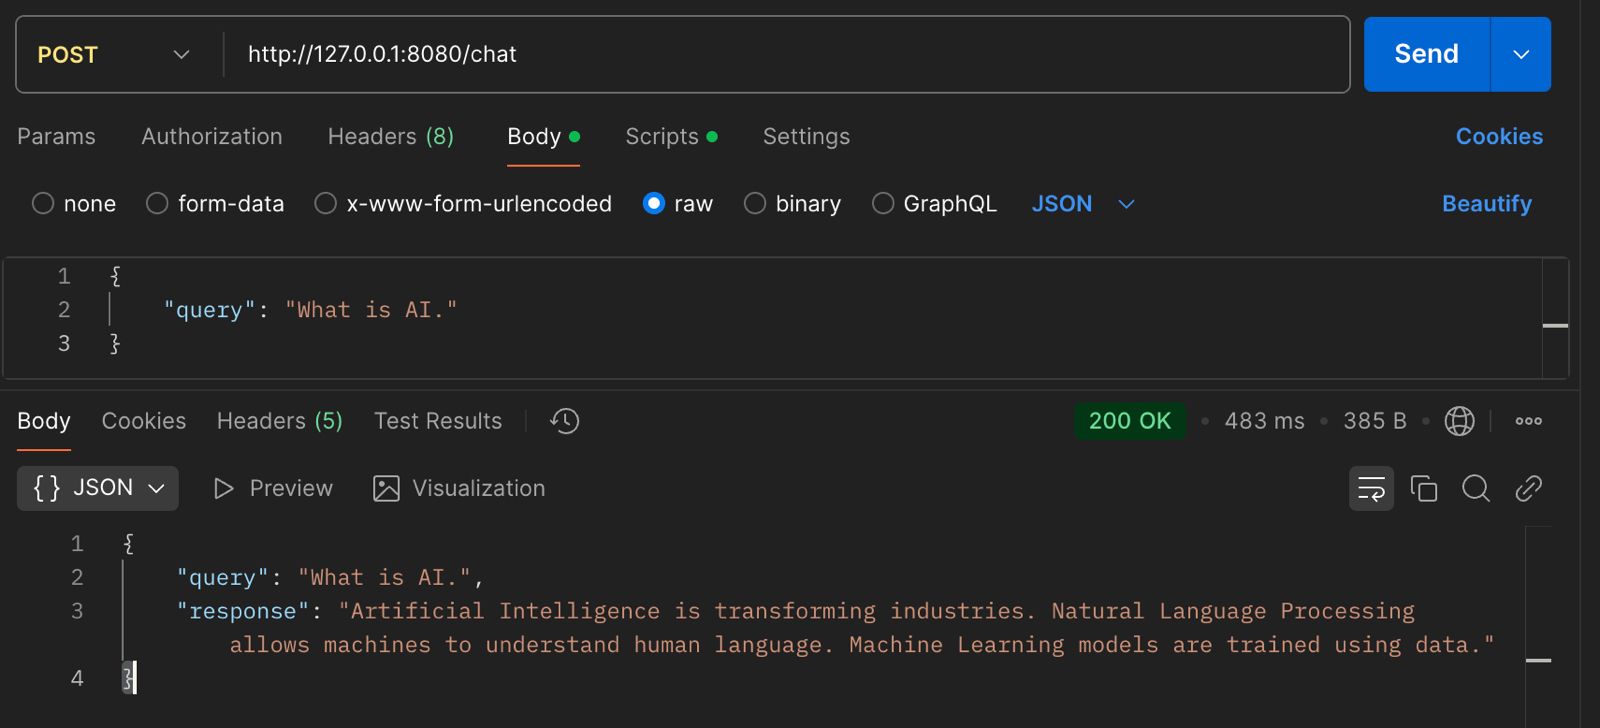 POST http://127.0.0.1:8080/chat Send
Params Authorization Headers (8) Body Scripts Settings Cookies
none form-data x-www-form-urlencoded raw binary GraphQL JSON Beautify
1 {
2 "query": "What is AI."
3 }
Body Cookies Headers (5) Test Results 200 OK • 483 ms • 385 B
{} JSON Preview Visualization
1 {
2 "query": "What is AI.",
3 "response": "Artificial Intelligence is transforming industries. Natural Language Processing
allows machines to understand human language. Machine Learning models are trained using data."
4 }